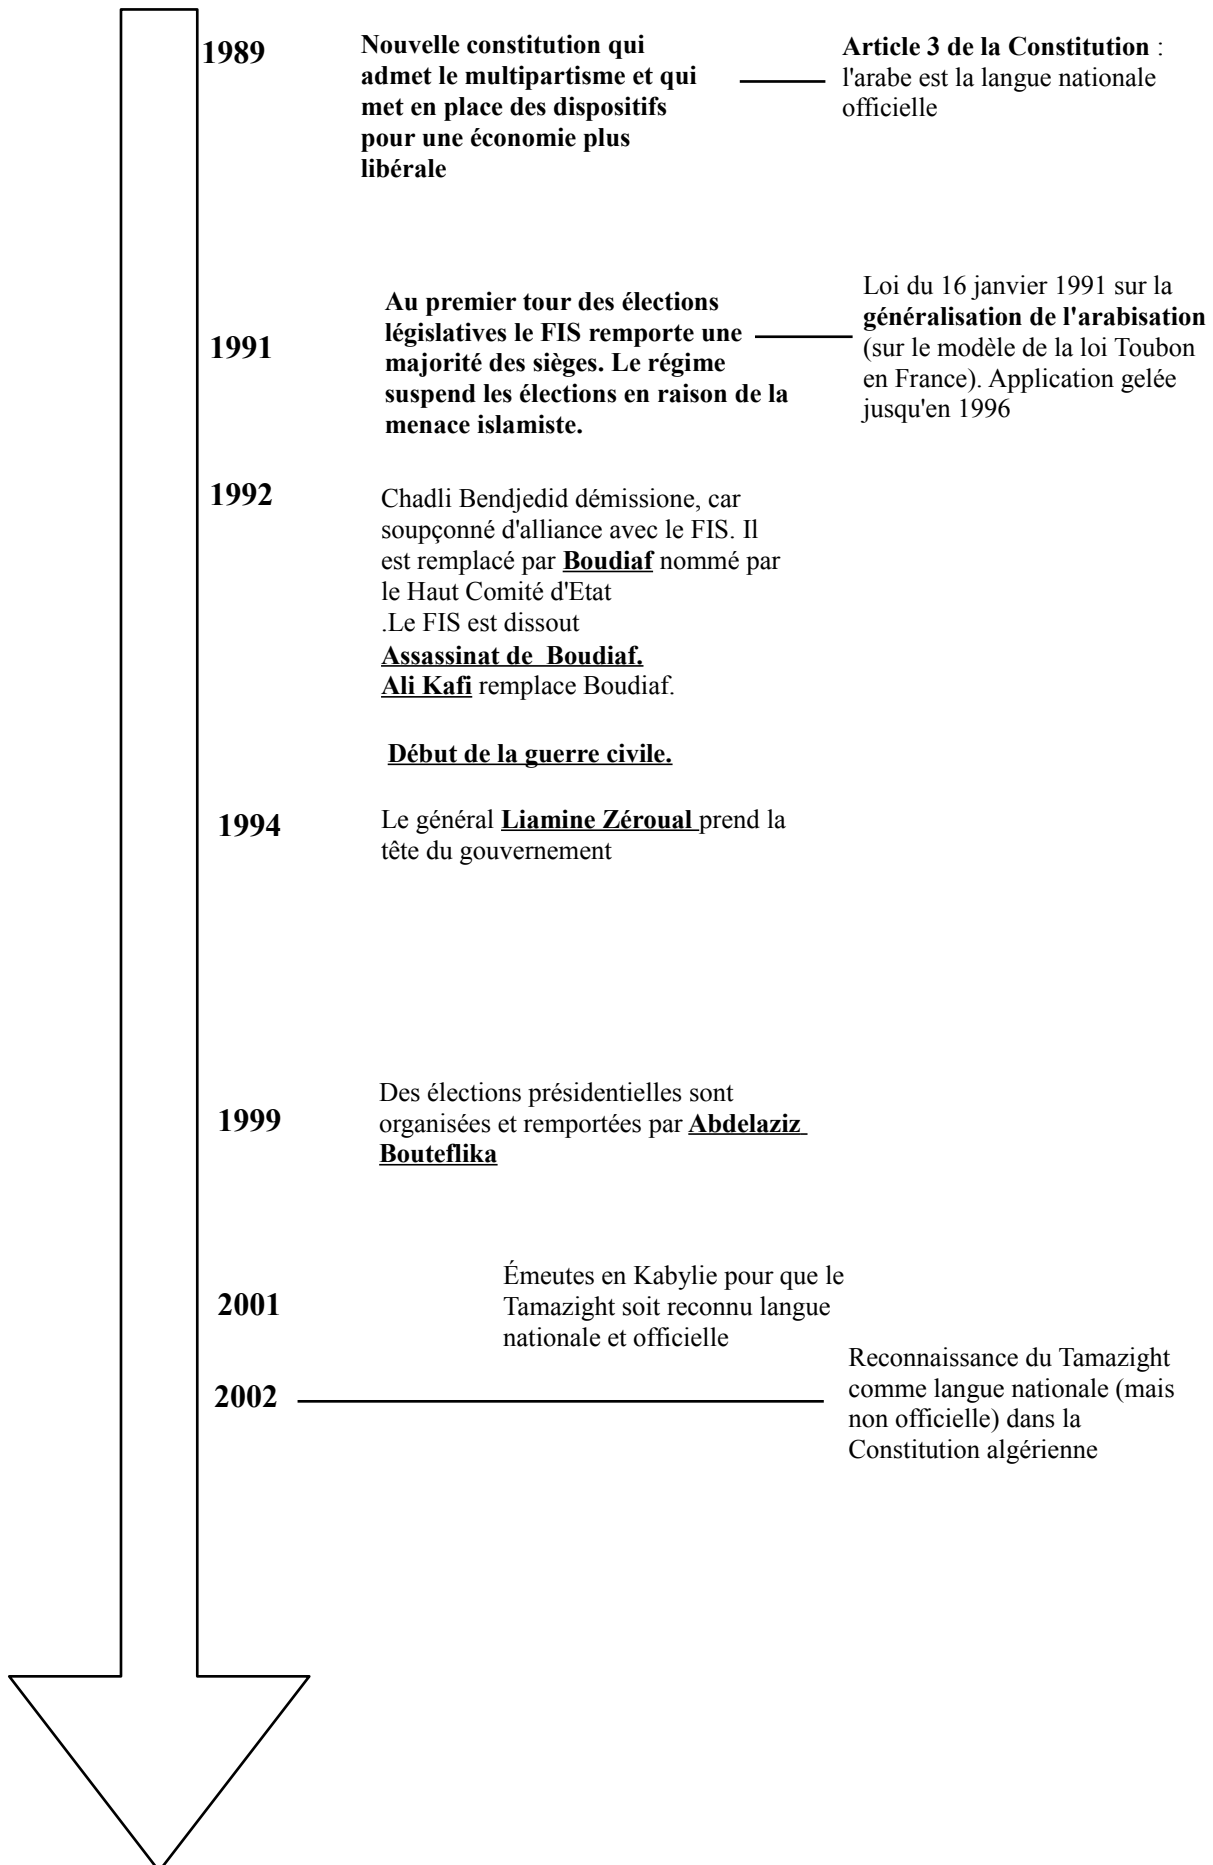 1989
Nouvelle constitution qui
admet le multipartisme et qui
met en place des dispositifs
pour une économie plus
libérale
Article 3 de la Constitution :
l'arabe est la langue nationale
officielle
1991
Au premier tour des élections
législatives le FIS remporte une
majorité des sièges. Le régime
suspend les élections en raison de la
menace islamiste.
Loi du 16 janvier 1991 sur la
généralisation de l'arabisation
(sur le modèle de la loi Toubon
en France). Application gelée
jusqu'en 1996
1992
Chadli Bendjedid démissione, car
soupçonné d'alliance avec le FIS. Il
est remplacé par Boudiaf nommé par
le Haut Comité d'Etat
.Le FIS est dissout
Assassinat de Boudiaf.
Ali Kafi remplace Boudiaf.
Début de la guerre civile.
1994
Le général Liamine Zéroual prend la
tête du gouvernement
1999
Des élections présidentielles sont
organisées et remportées par Abdelaziz
Bouteflika
2001
Émeutes en Kabylie pour que le
Tamazight soit reconnu langue
nationale et officielle
2002
Reconnaissance du Tamazight
comme langue nationale (mais
non officielle) dans la
Constitution algérienne